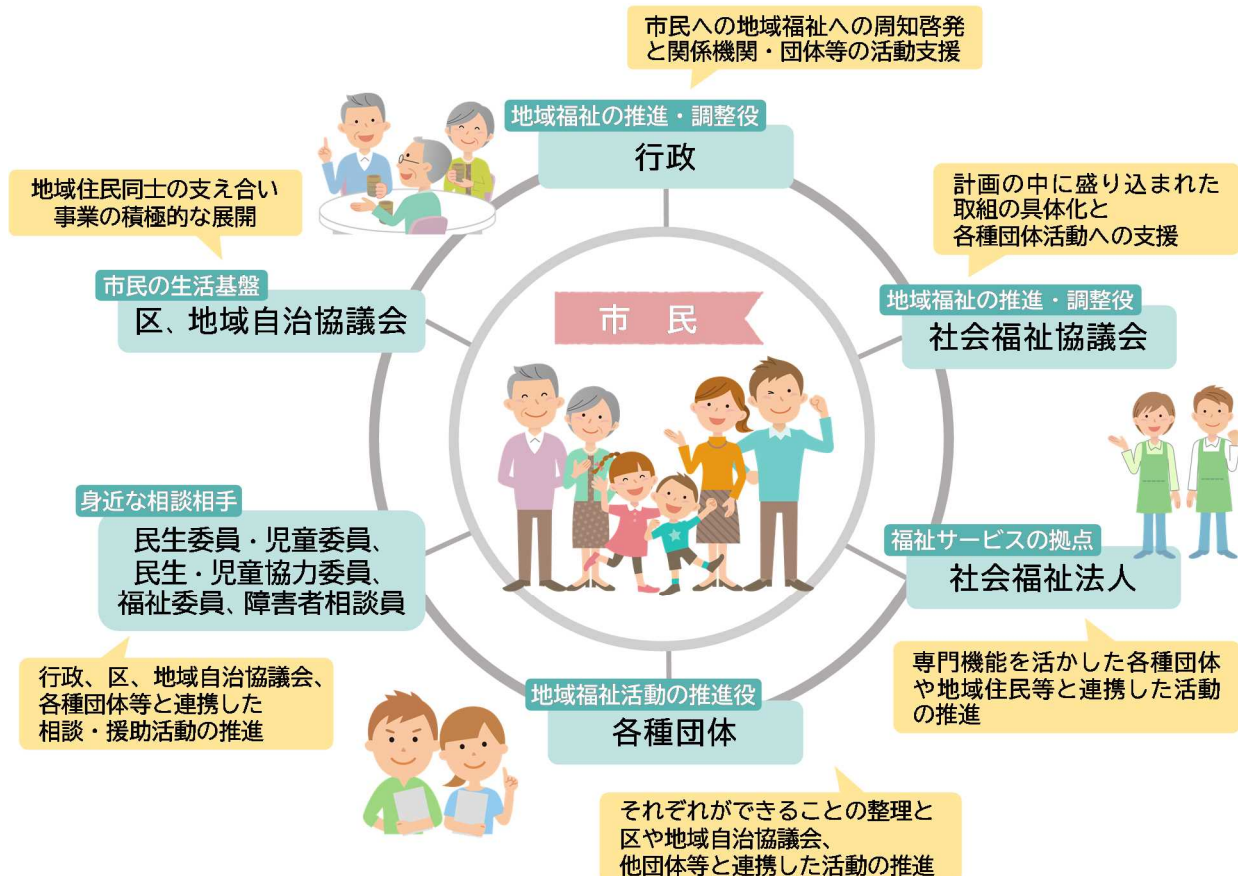 市民への地域福祉への周知啓発
と関係機関・団体等の活動支援
地域福祉の推進・調整役
行政
地域住民同士の支え合い
事業の積極的な展開
市民の生活基盤
区、地域自治協議会
計画の中に盛り込まれた
取組の具体化と
各種団体活動への支援
地域福祉の推進・調整役
社会福祉協議会
市 民
身近な相談相手
民生委員・児童委員、
民生・児童協力委員、
福祉委員、障害者相談員
行政、区、地域自治協議会、
各種団体等と連携した
相談・援助活動の推進
福祉サービスの拠点
社会福祉法人
専門機能を活かした各種団体
や地域住民等と連携した活動
の推進
地域福祉活動の推進役
各種団体
それぞれができることの整理と
区や地域自治協議会、
他団体等と連携した活動の推進